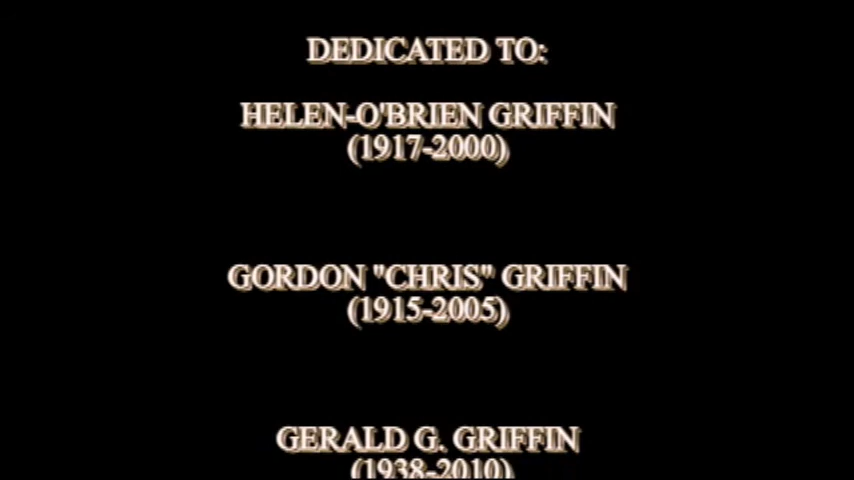 DEDICATED TO:
HELEN-O'BRIEN GRIFFIN
(1917-2000)
GORDON "CHRIS" GRIFFIN
(1915-2005)
GERALD G. GRIFFIN
(1938-2010)